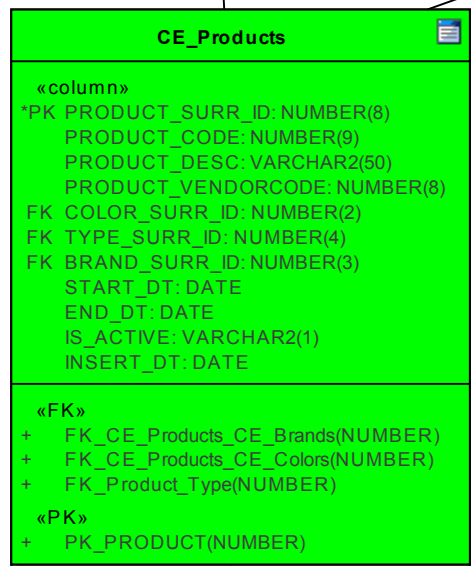 CE_Products
«column»
*PK PRODUCT_SURR_ID: NUMBER(8)
PRODUCT_CODE: NUMBER(9)
PRODUCT_DESC: VARCHAR2(50)
PRODUCT_VENDORCODE: NUMBER(8)
FK COLOR_SURR_ID: NUMBER(2)
FK TYPE_SURR_ID: NUMBER(4)
FK BRAND_SURR_ID: NUMBER(3)
START_DT: DATE
END_DT: DATE
IS_ACTIVE: VARCHAR2(1)
INSERT_DT: DATE
«FK»
+ FK_CE_Products_CE_Brands(NUMBER)
+ FK_CE_Products_CE_Colors(NUMBER)
+ FK_Product_Type(NUMBER)
«PK»
+ PK_PRODUCT(NUMBER)